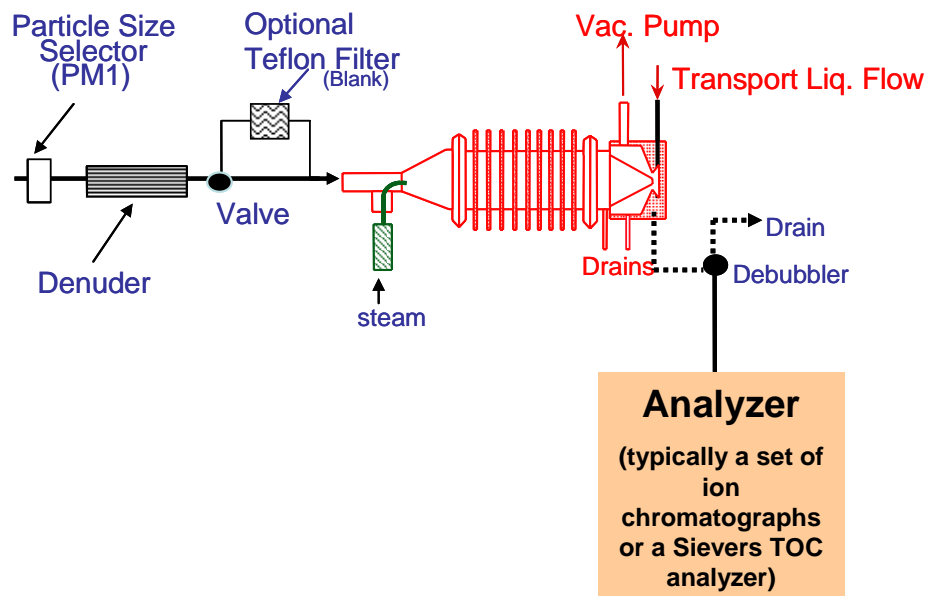 Particle Size
Selector
(PM1)
Optional
Teflon Filter
(Blank)
Vac. Pump
Transport Liq. Flow
Valve
Denuder
steam
Drains
Drain
Debubbler
Analyzer
(typically a set of
ion
chromatographs
or a Sievers TOC
analyzer)